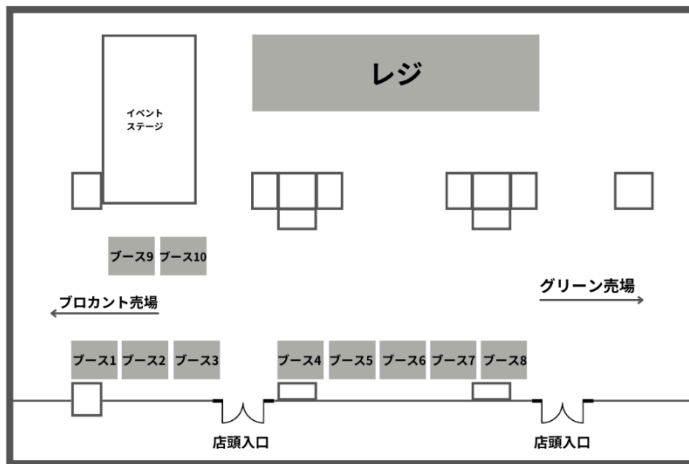 レジ
イベント
ステージ
ブース9
ブース10
グリーン売場
ブロカント売場
ブース1
ブース2
ブース3
ブース4
ブース5
ブース6
ブース7
ブース8
店頭入口
店頭入口